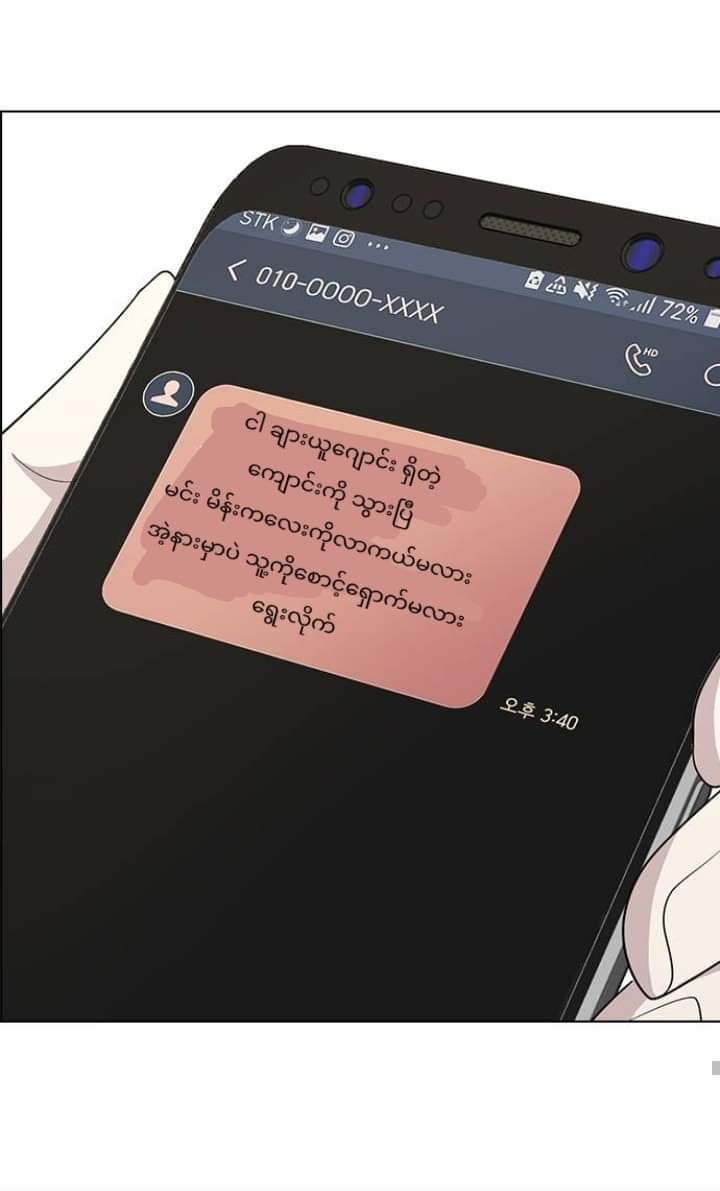 STK ...
72%
< 010-0000-XXXX
HD
ငါ ချားယူဂျောင်း ရှိတဲ့
ကျောင်းကို သွားပြီ
မင်း မိန်းကလေးကိုလာကယ်မလား
အဲ့နားမှာပဲ သူ့ကိုစောင့်ရှောက်မလား
ရွေးလိုက်
오후 3:40